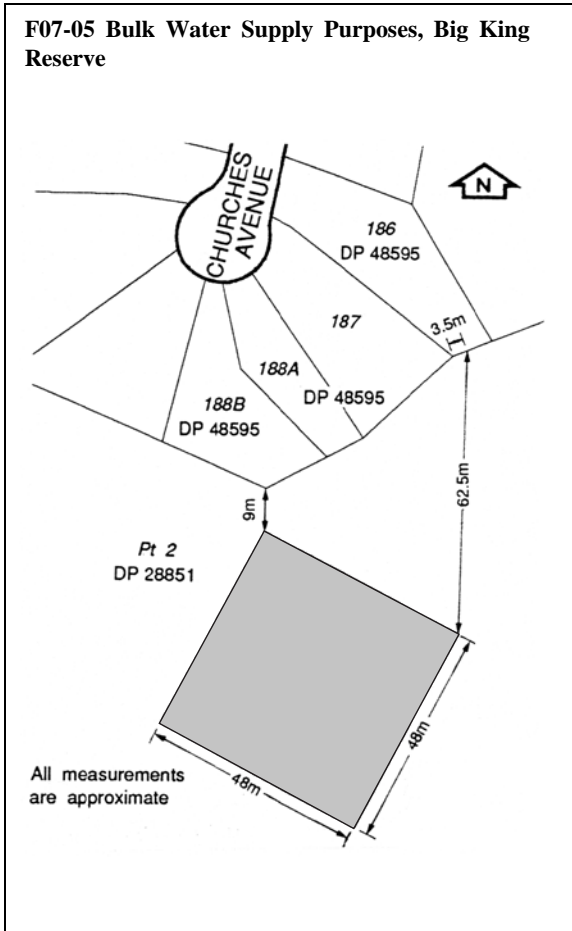 F07-05 Bulk Water Supply Purposes, Big King
Reserve
CHURCHES
AVENUE
N
186
DP 48595
3.5m
187
188A
DP 48595
188B
DP 48595
62.5m
9m
Pt 2
DP 28851
48m
48m
All measurements
are approximate